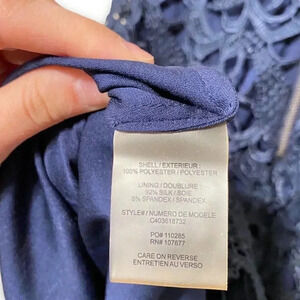 SHELL / EXTERIEUR :
100% POLYESTER / POLYESTER
LINING / DOUBLURE :
92% SILK / SOIE
8% SPANDEX / SPANDEX
STYLE# / NUMERO DE MODELE
C403618732
PO# 110285
RN# 107877
CARE ON REVERSE
ENTRETIEN AU VERSO